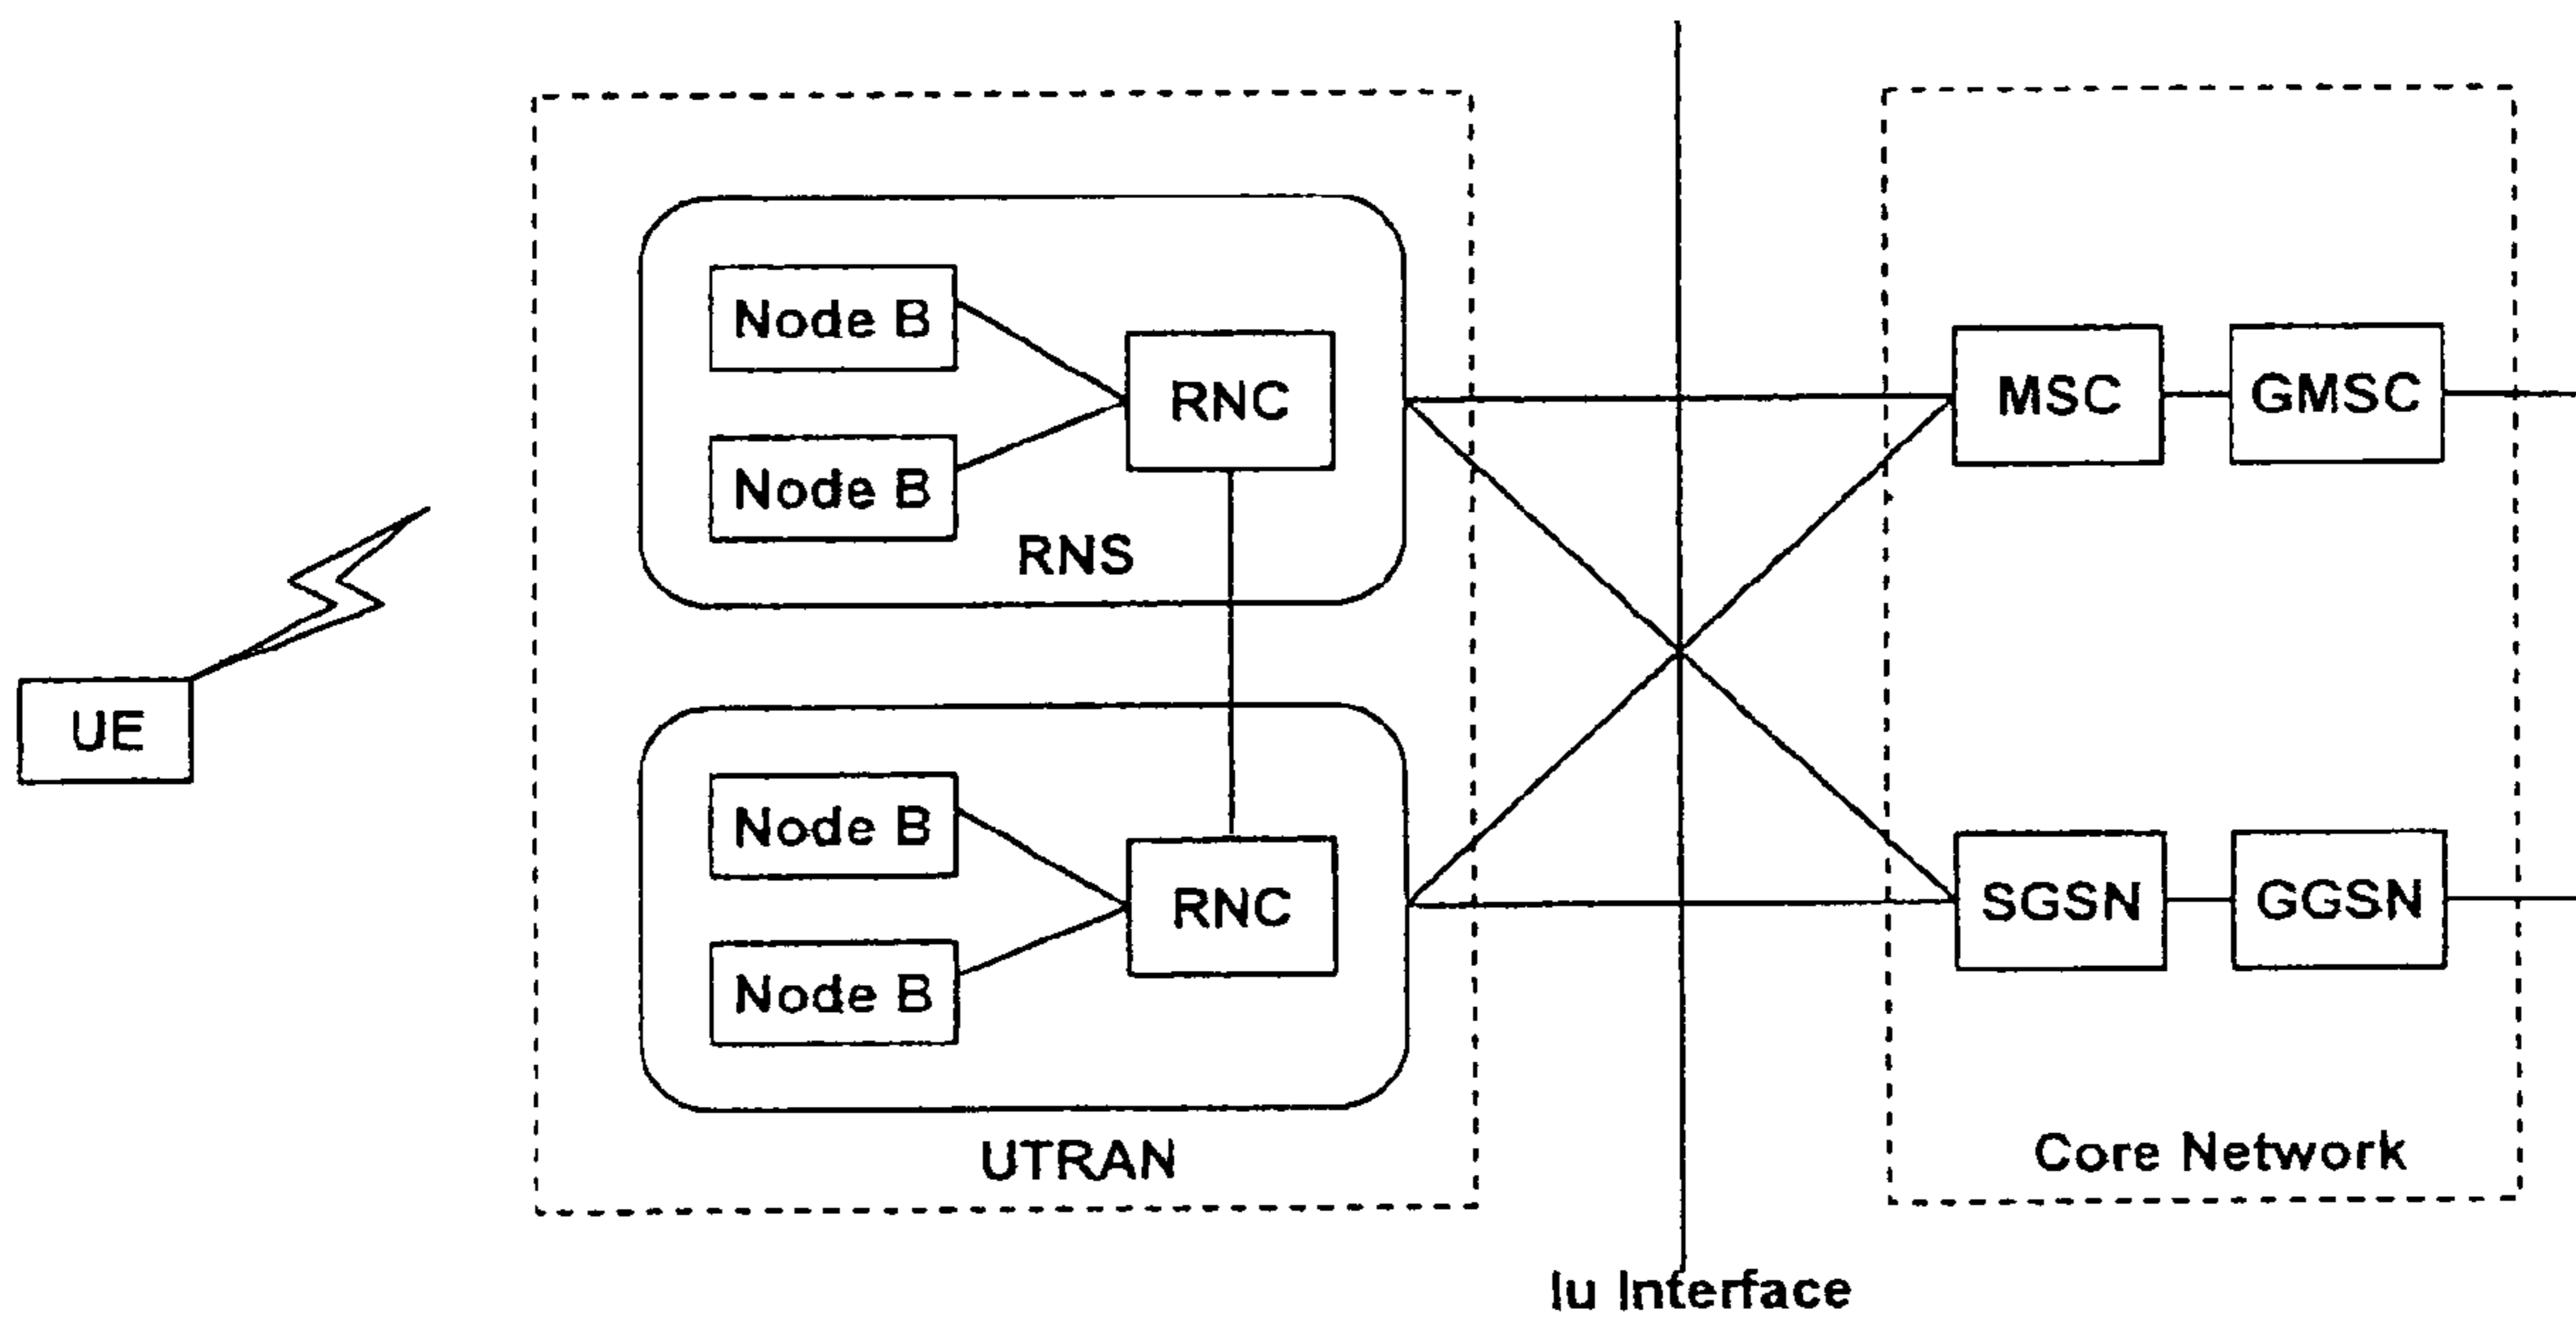 Node B
RNC
Node B
RNS
UE
Node B
RNC
Node B
UTRAN
MSC
GMSC
SGSN
GGSN
Core Network
Iu Interface